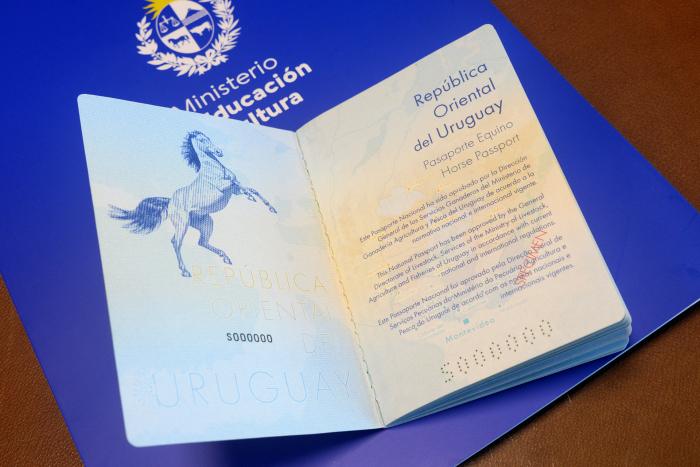 Ministerio
Educación
Cultura
REPÚBLICA
ORIENTAL
DEL
URUGUAY
S000000
República
Oriental
del Uruguay
Pasaporte Equino
Horse Passport
Este Pasaporte Nacional ha sido aprobado por la Dirección
General de los Servicios Ganaderos del Ministerio de
Ganadería Agricultura y Pesca del Uruguay de acuerdo a la
normativa nacional e internacional vigente.
This National Passport has been approved by the General
Directorate of Livestock, Services of the Ministry of Livestock,
Agriculture and Fisheries of Uruguay in accordance with current
national and international regulations.
Este Passaporte Nacional fui aprovado pela Direção Geral de
Serviços Pecuários do Ministério da Pecuária Agricultura e
Pesca do Uruguai de acordo com as normas nacionais e
internacionais vigentes.
SPECIMEN
Montevideo
S000000